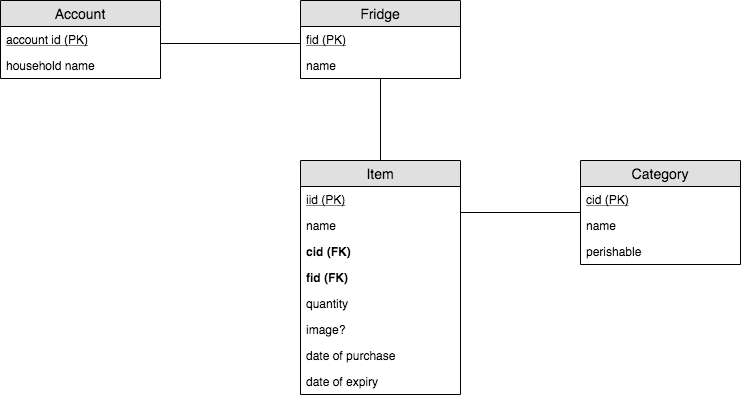 Account
account id (PK)
household name
Fridge
fid (PK)
name
Item
iid (PK)
name
cid (FK)
fid (FK)
quantity
image?
date of purchase
date of expiry
Category
cid (PK)
name
perishable